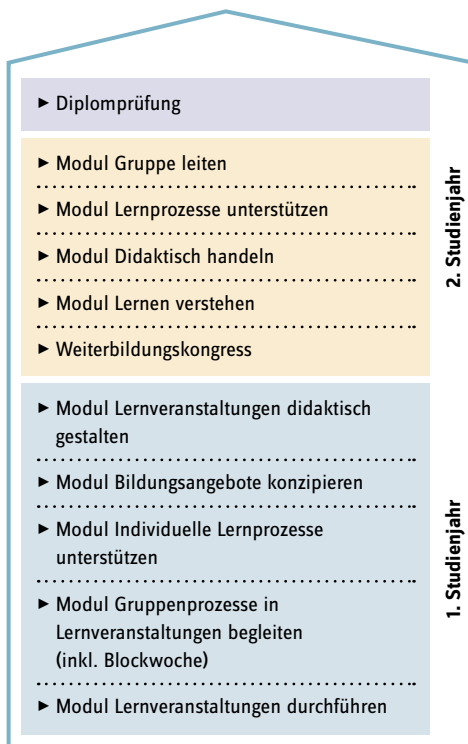 ► Diplomprüfung
► Modul Gruppe leiten
► Modul Lernprozesse unterstützen
► Modul Didaktisch handeln
► Modul Lernen verstehen
► Weiterbildungskongress
2. Studienjahr
► Modul Lernveranstaltungen didaktisch
gestalten
► Modul Bildungsangebote konzipieren
► Modul Individuelle Lernprozesse
unterstützen
► Modul Gruppenprozesse in
Lernveranstaltungen begleiten
(inkl. Blockwoche)
► Modul Lernveranstaltungen durchführen
1. Studienjahr